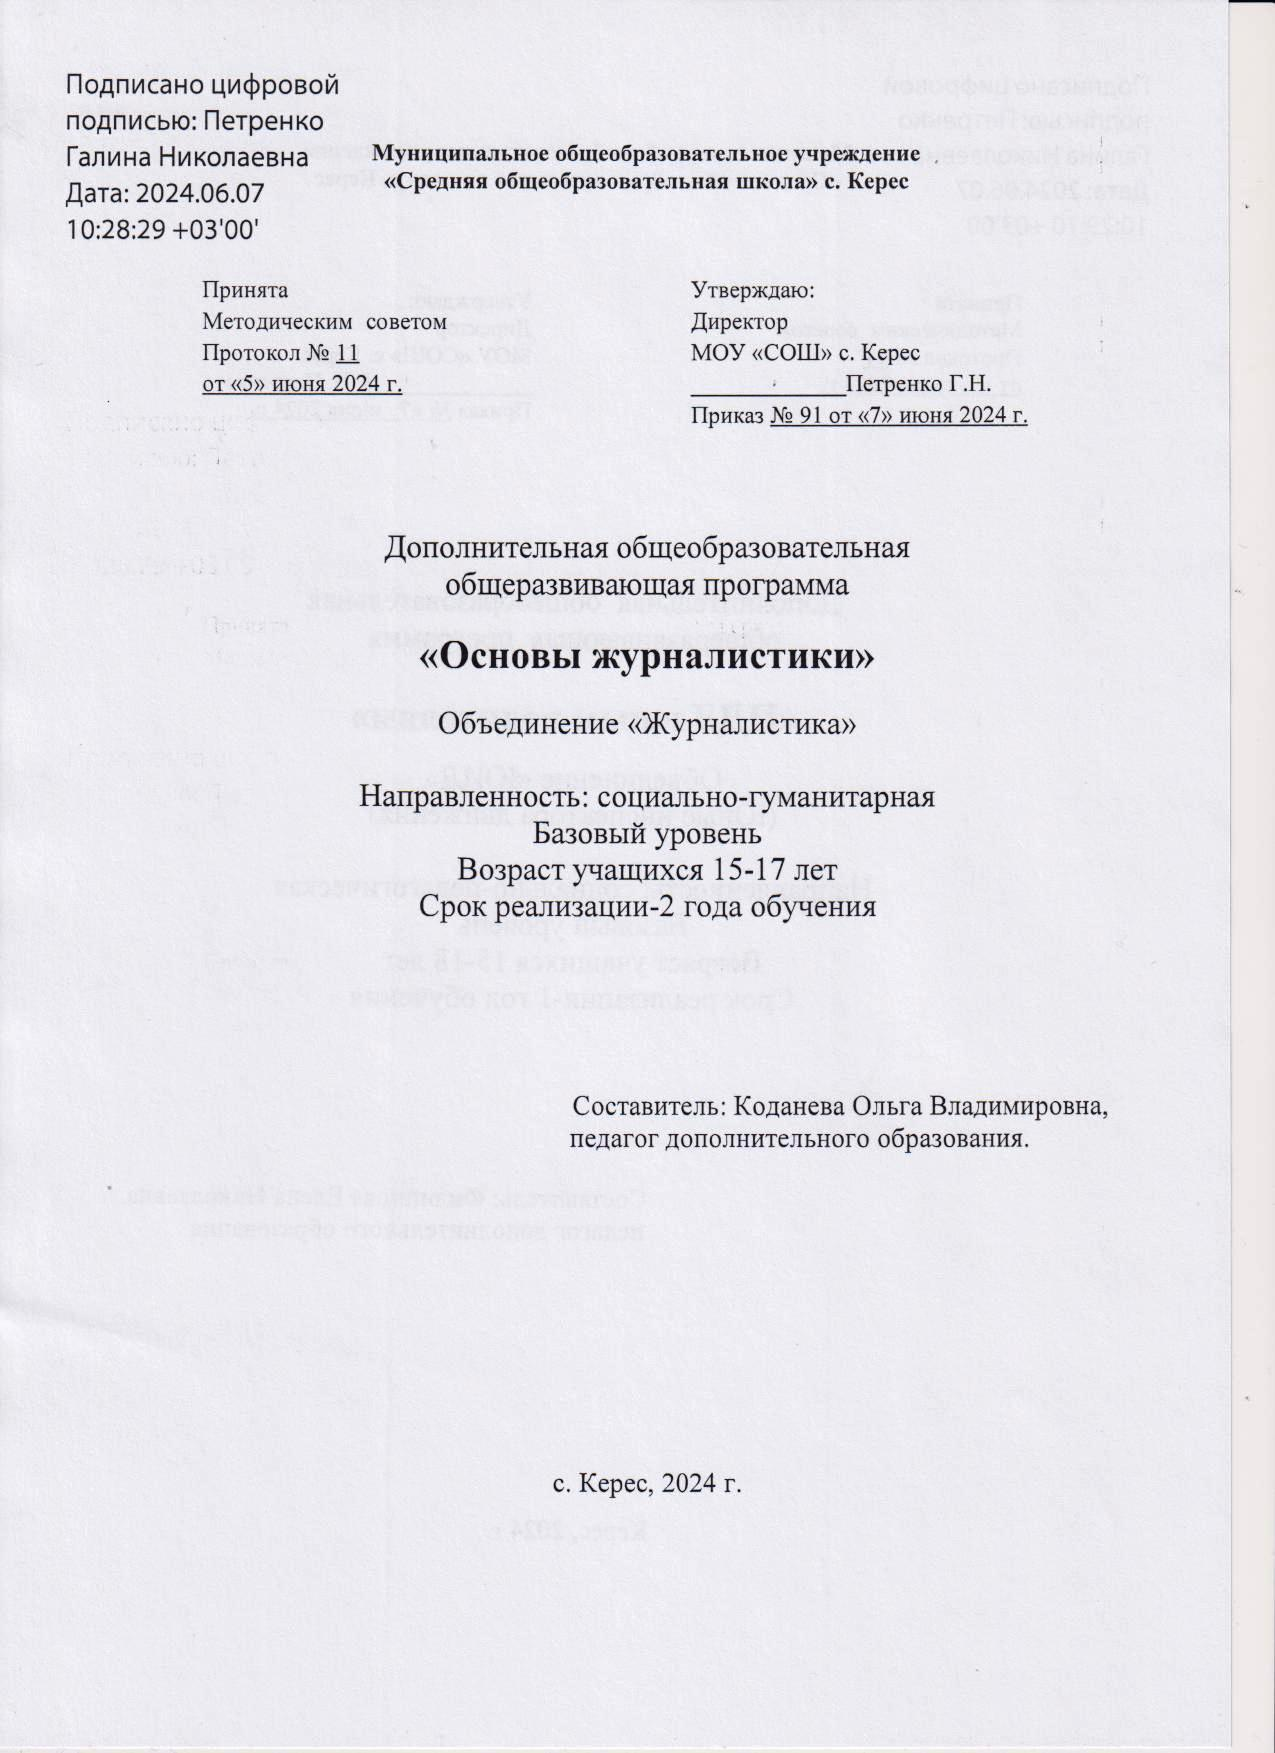 Подписано цифровой
подписью: Петренко
Галина Николаевна
Дата: 2024.06.07
10:28:29 +03'00'
Муниципальное общеобразовательное учреждение
«Средняя общеобразовательная школа» с. Керес
Принята
Методическим советом
Протокол № 11
от «5» июня 2024 г.
Утверждаю:
Директор
МОУ «СОШ» с. Керес
_____________Петренко Г.Н.
Приказ № 91 от «7» июня 2024 г.
Дополнительная общеобразовательная
общеразвивающая программа
«Основы журналистики»
Объединение «Журналистика»
Направленность: социально-гуманитарная
Базовый уровень
Возраст учащихся 15-17 лет
Срок реализации-2 года обучения
Составитель: Коданева Ольга Владимировна,
педагог дополнительного образования.
с. Керес, 2024 г.